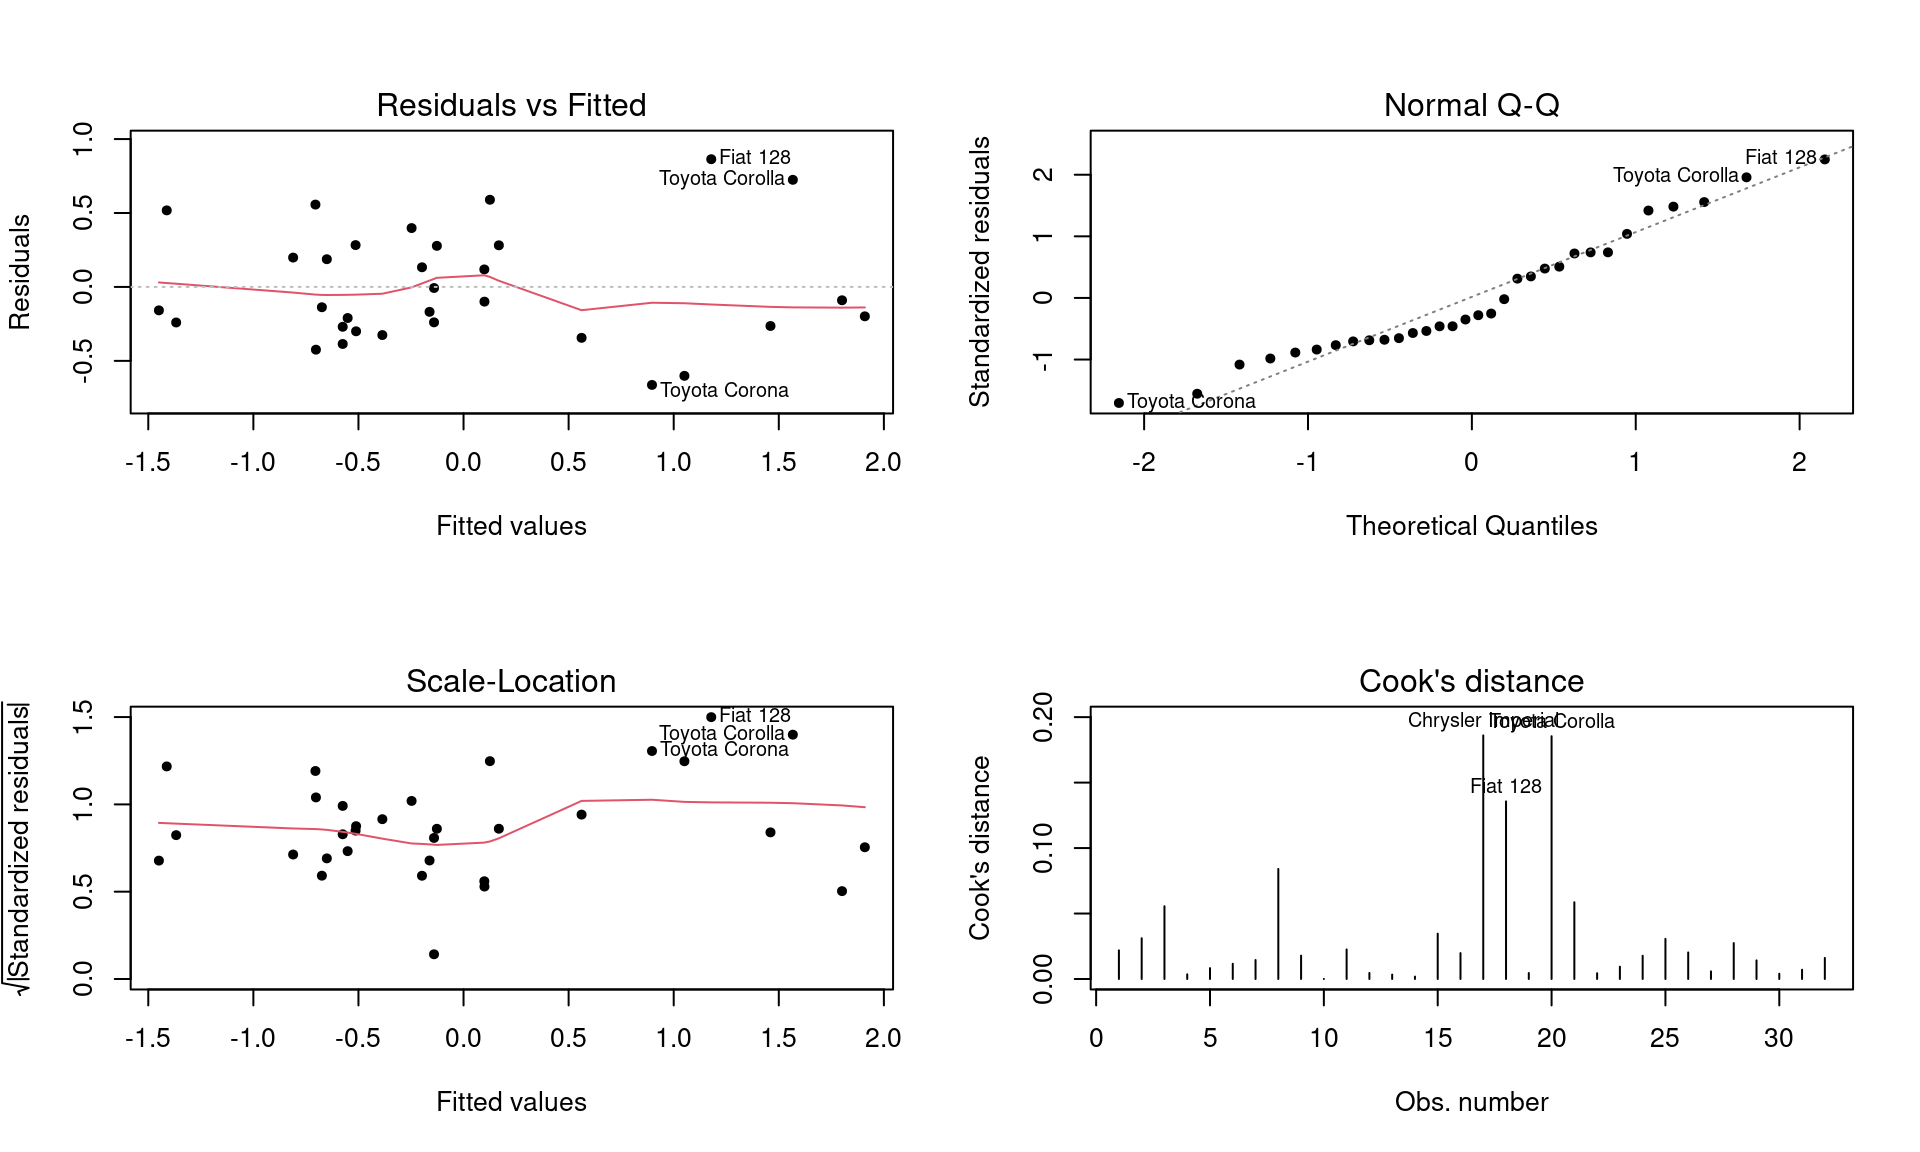 Residuals vs Fitted
Residuals
1.0
0.5
0.0
-0.5
Fiat 128
Toyota Corolla
Toyota Corona
-1.5 -1.0 -0.5 0.0 0.5 1.0 1.5 2.0
Fitted values
Normal Q-Q
Standardized residuals
2
1
0
-1
Fiat 128
Toyota Corolla
Toyota Corona
-2 -1 0 1 2
Theoretical Quantiles
Scale-Location
√|Standardized residuals|
1.5
1.0
0.5
0.0
Fiat 128
Toyota Corolla
Toyota Corona
-1.5 -1.0 -0.5 0.0 0.5 1.0 1.5 2.0
Fitted values
Cook's distance
Cook's distance
0.20
0.10
0.00
Chrysler Imperial
Toyota Corolla
Fiat 128
0 5 10 15 20 25 30
Obs. number